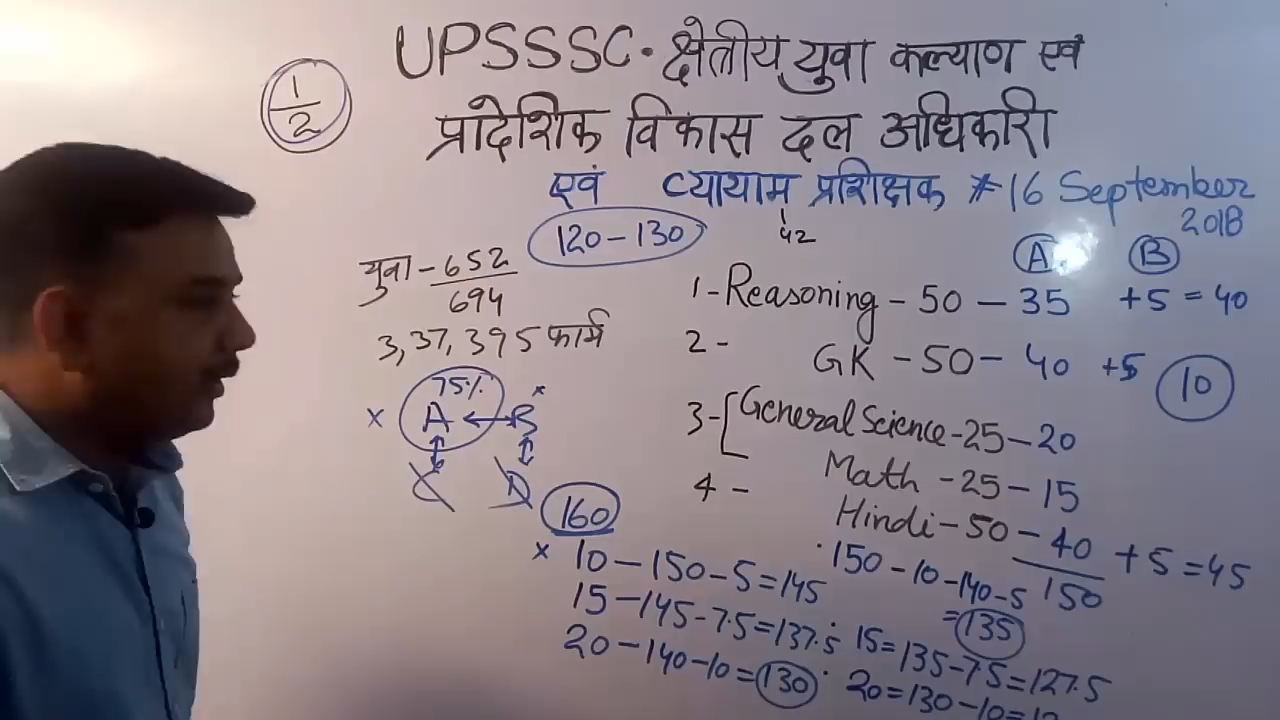 UPSSSC. क्षेत्रीय युवा कल्याण एवं
1/2
प्रादेशिक विकास दल अधिकारी
एवं व्यायाम प्रशिक्षक # 16 September
2018
42
120-130
युवा - 652
694
3,37,395 फार्म
A B
1- Reasoning - 50 - 35 +5 = 40
2- GK - 50 - 40 +5
10
3- General Science - 25 - 20
Math - 25 - 15
4 - Hindi - 50 - 40 + 5 = 45
150
75%
x A ↔ B x
C D
160
x 10 - 150 - 5 = 145
15 - 145 - 7.5 = 137.5
20 - 140 - 10 = 130
150 - 10 - 140 - 5
= 135
15 = 135 - 7.5 = 127.5
20 = 130 - 10 =